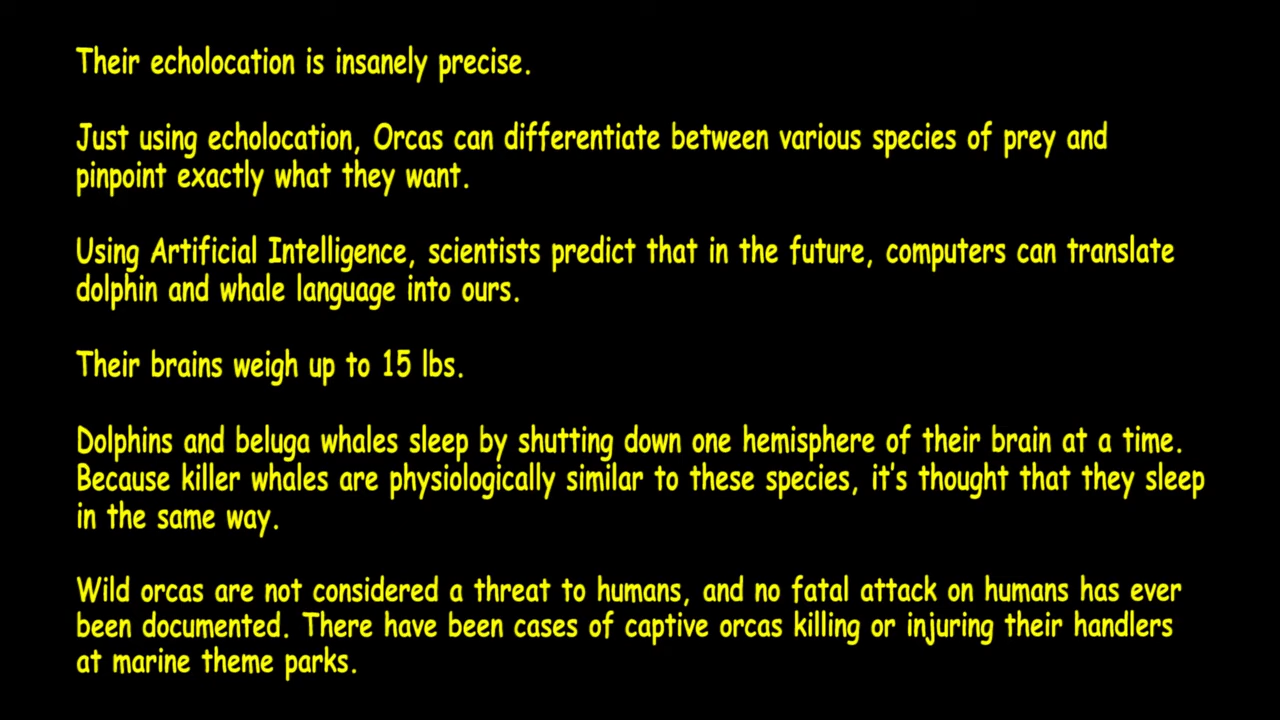 Their echolocation is insanely precise.
Just using echolocation, Orcas can differentiate between various species of prey and
pinpoint exactly what they want.
Using Artificial Intelligence, scientists predict that in the future, computers can translate
dolphin and whale language into ours.
Their brains weigh up to 15 lbs.
Dolphins and beluga whales sleep by shutting down one hemisphere of their brain at a time.
Because killer whales are physiologically similar to these species, it's thought that they sleep
in the same way.
Wild orcas are not considered a threat to humans, and no fatal attack on humans has ever
been documented. There have been cases of captive orcas killing or injuring their handlers
at marine theme parks.